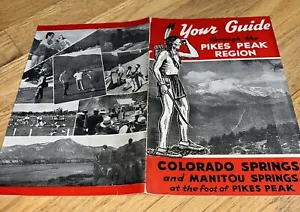 Your Guide
through the
PIKES PEAK
REGION
COLORADO SPRINGS
and MANITOU SPRINGS
at the foot of PIKES PEAK